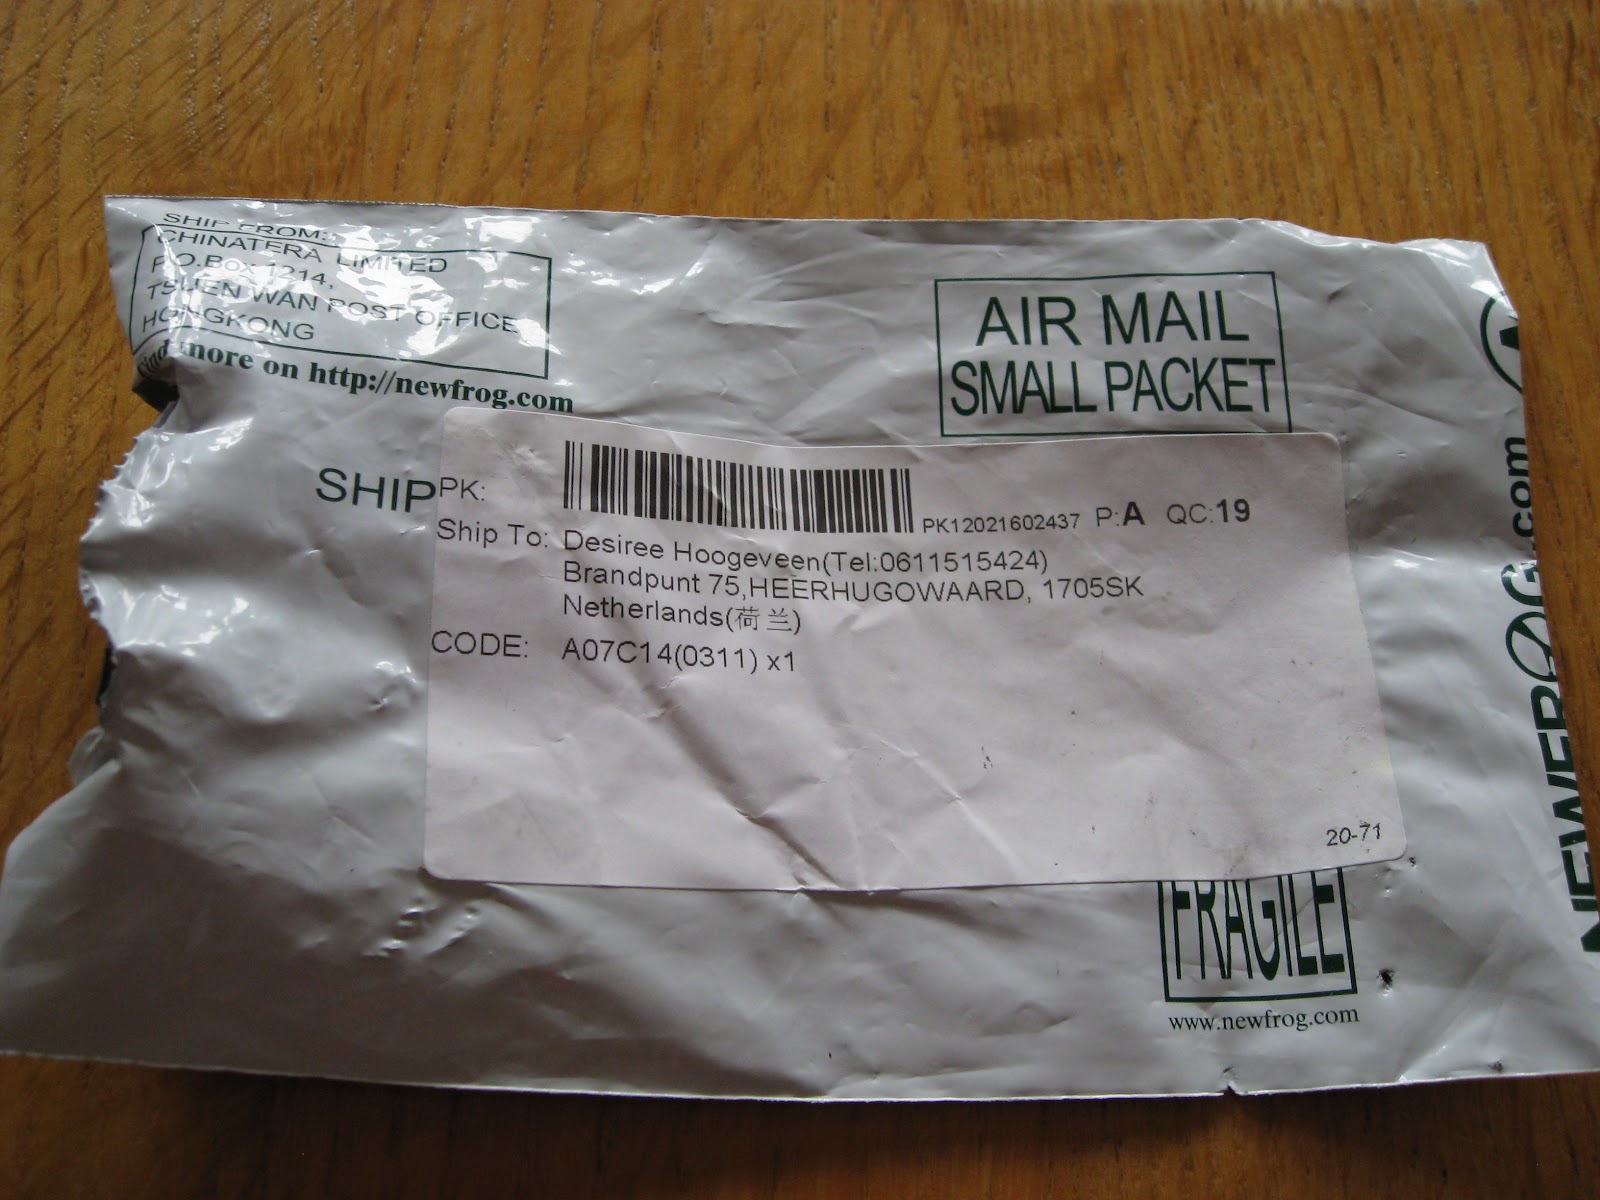 SHIP FROM:
CHINATERA LIMITED
P.O.Box 1214,
TSUEN WAN POST OFFICE
HONGKONG
more on http://newfrog.com
AIR MAIL
SMALL PACKET
SHIP
PK:
PK12021602437 P:A QC:19
Ship To: Desiree Hoogeveen(Tel:0611515424)
Brandpunt 75,HEERHUGOWAARD, 1705SK
Netherlands(荷兰)
CODE: A07C14(0311) x1
20-71
FRAGILE
www.newfrog.com